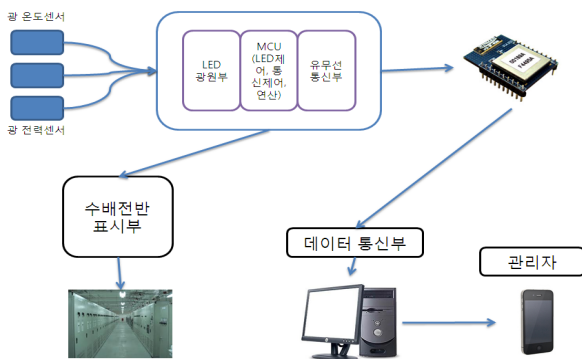 광 온도센서
광 전력센서
LED
광원부
MCU
(LED제
어, 통
신제어,
연산)
유무선
통신부
수배전반
표시부
데이터 통신부
관리자